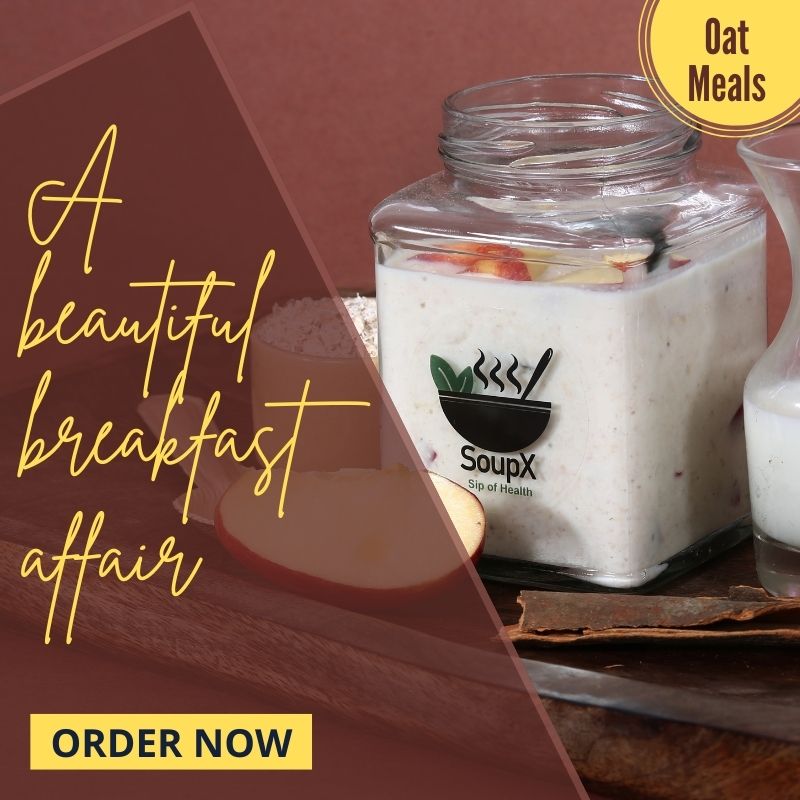 Oat
Meals
A
beautiful
breakfast
affair
SoupX
Sip of Health
ORDER NOW